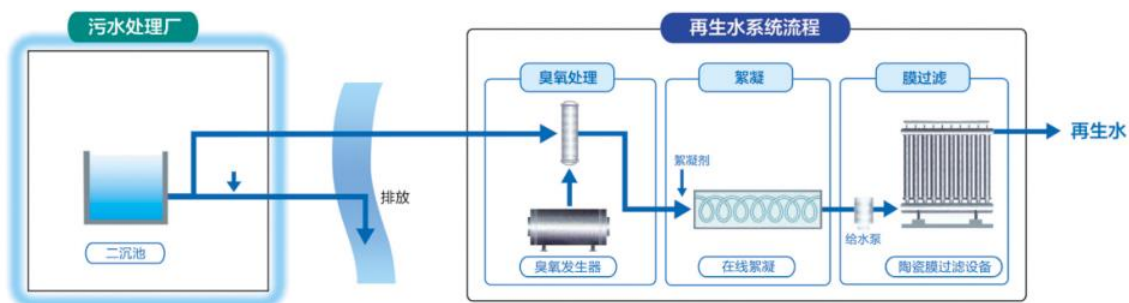 污水处理厂
二沉池
排放
再生水系统流程
臭氧处理
臭氧发生器
絮凝
絮凝剂
在线絮凝
膜过滤
给水泵
陶瓷膜过滤设备
再生水